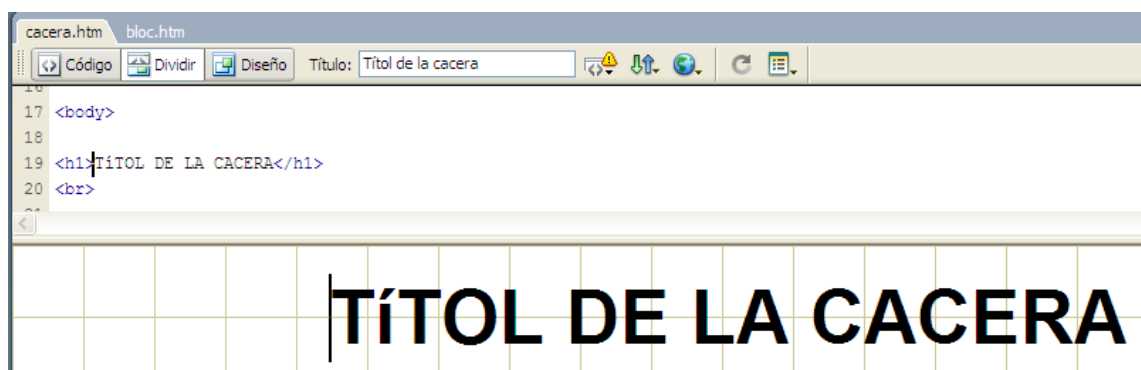 cacera.htm bloc.htm
Código Dividir Diseño Título: Títol de la cacera
17 <body>
18
19 <h1>TíTOL DE LA CACERA</h1>
20 <br>
TíTOL DE LA CACERA